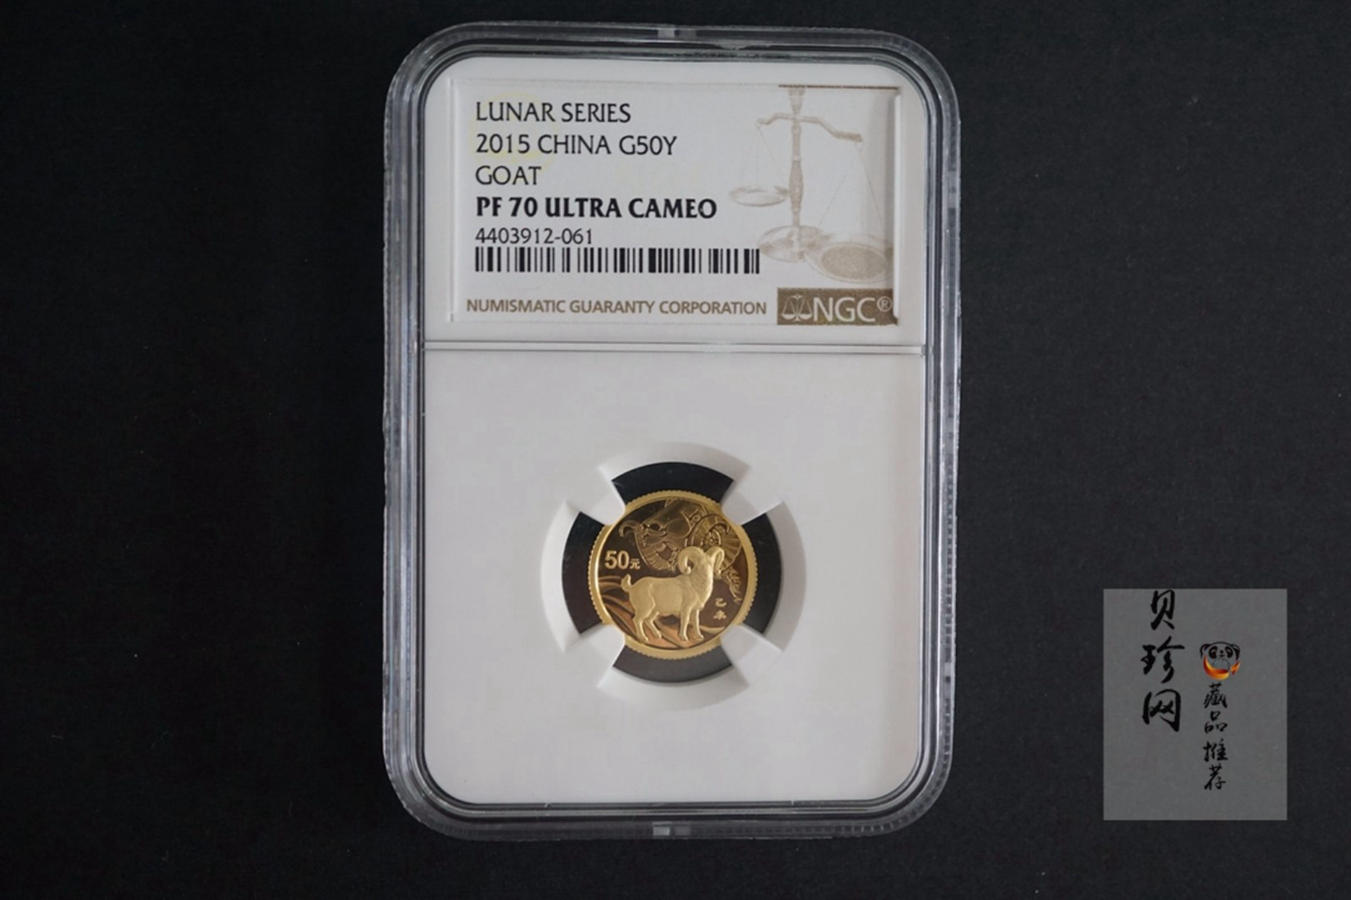 LUNAR SERIES
2015 CHINA G50Y
GOAT
PF 70 ULTRA CAMEO
4403912-061
NUMISMATIC GUARANTY CORPORATION
NGC®
50元
乙未
贝珍网
藏品推荐